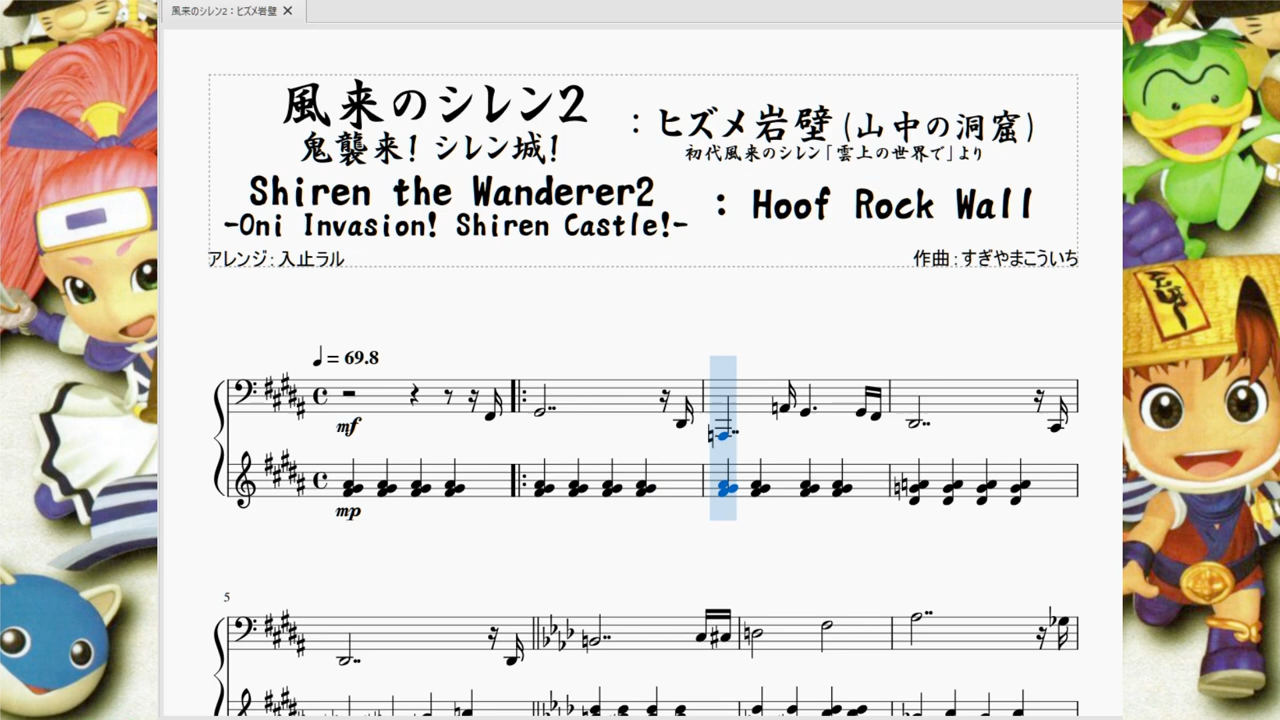 風来のシレン2：ヒズメ岩壁
風来のシレン2
：ヒズメ岩壁(山中の洞窟)
鬼襲来！シレン城！
初代風来のシレン「雲上の世界で」より
Shiren the Wanderer2
: Hoof Rock Wall
-Oni Invasion! Shiren Castle!-
アレンジ：入止ラル
作曲：すぎやまこういち
= 69.8
mf
mp
5